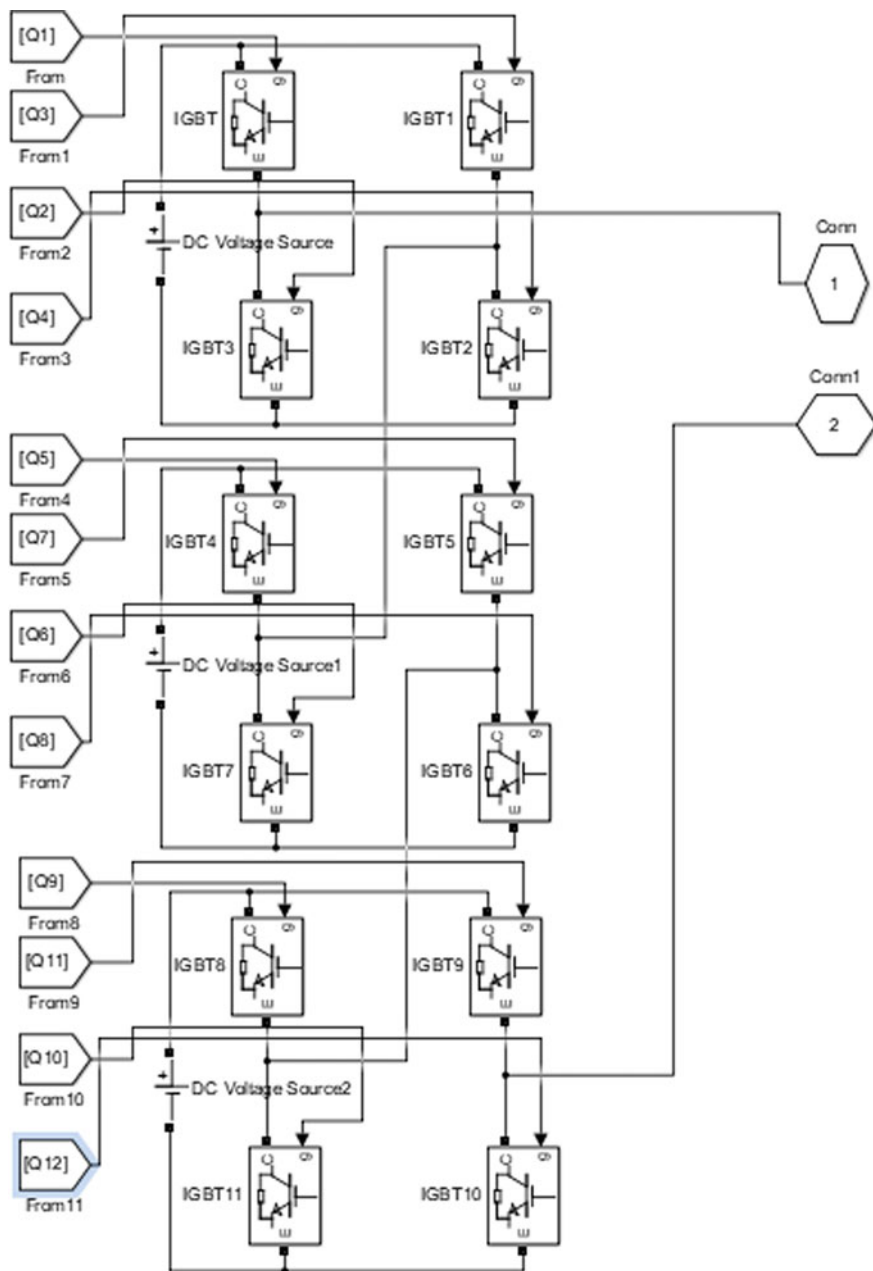 [Q1]
From
[Q3]
From1
[Q2]
From2
[Q4]
From3
C g
IGBT
E
C g
IGBT1
E
+
DC Voltage Source
C g
IGBT3
E
C g
IGBT2
E
Conn
1
Conn1
2
[Q5]
From4
[Q7]
From5
[Q6]
From6
[Q8]
From7
C g
IGBT4
E
C g
IGBT5
E
+
DC Voltage Source1
C g
IGBT7
E
C g
IGBT6
E
[Q9]
From8
[Q11]
From9
[Q10]
From10
[Q12]
From11
C g
IGBT8
E
C g
IGBT9
E
+
DC Voltage Source2
C g
IGBT11
E
C g
IGBT10
E